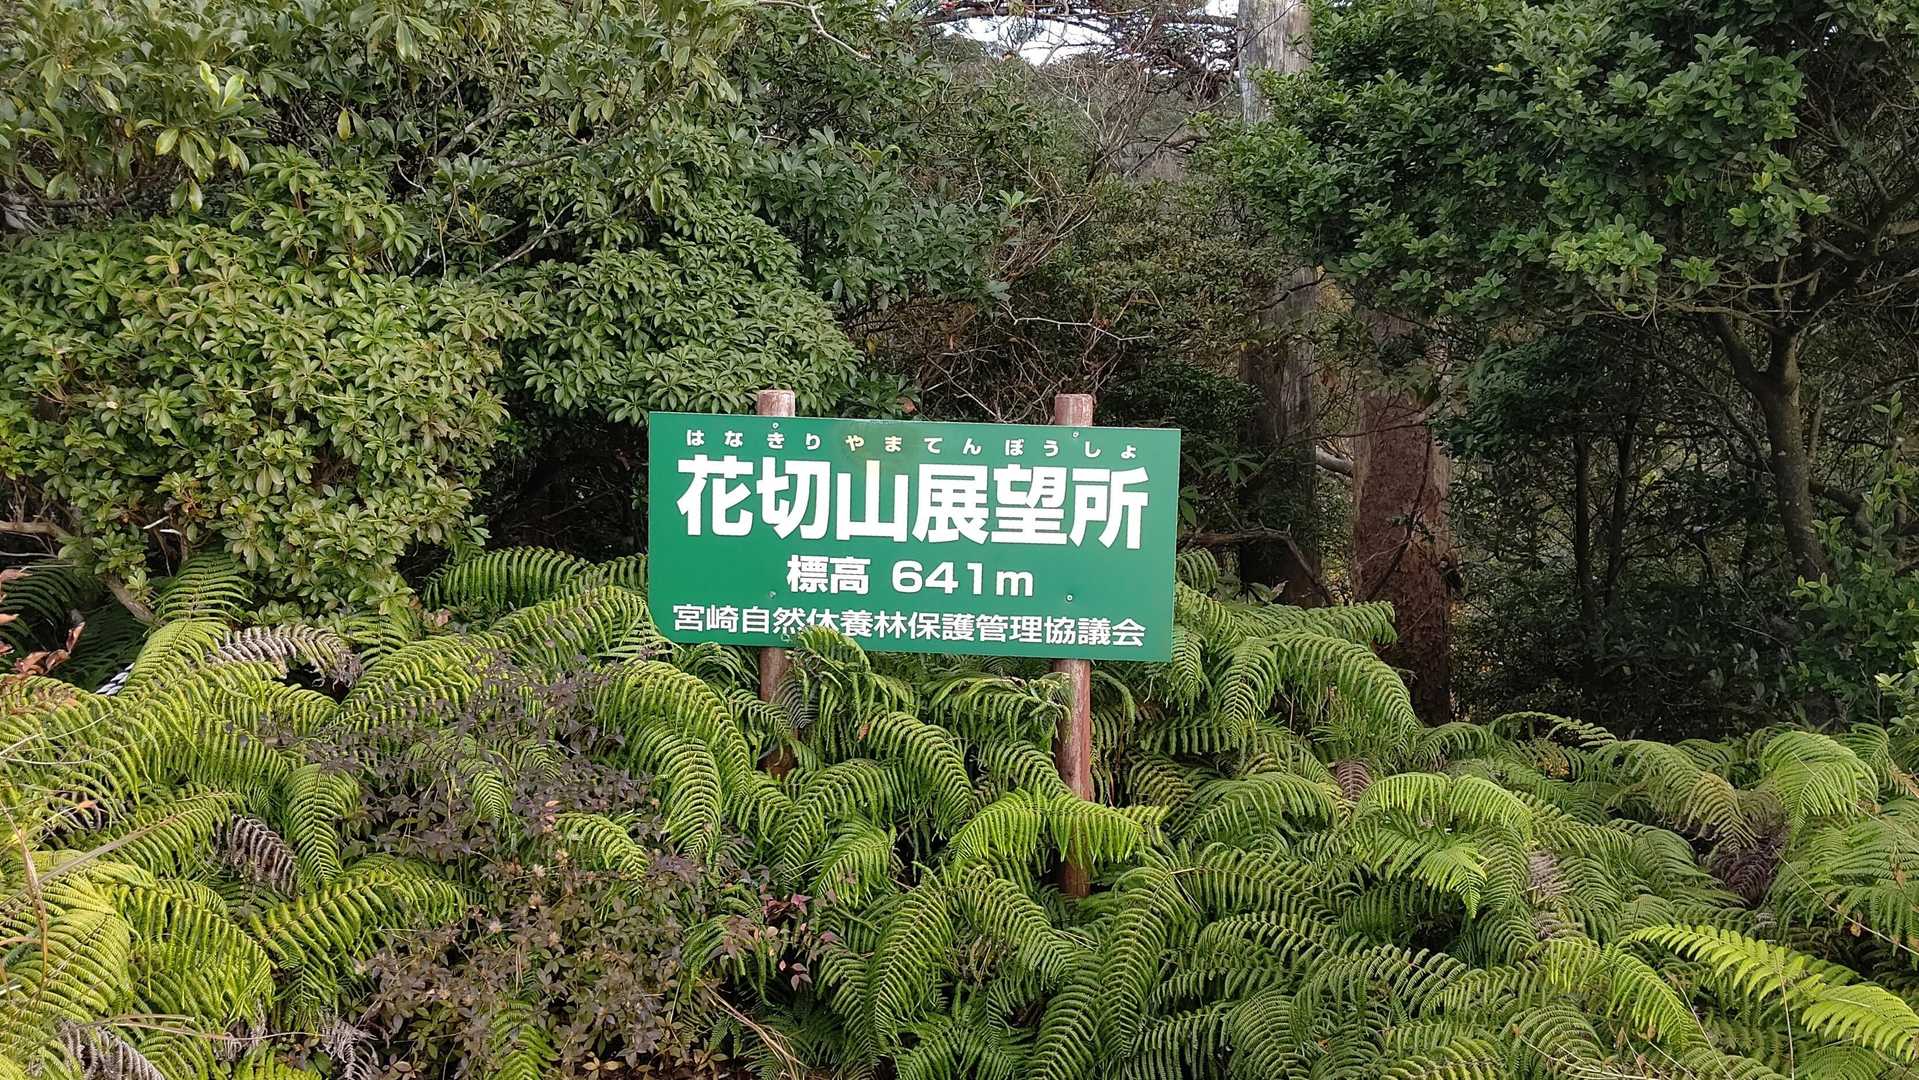 はなきりやまてんぼうしょ
花切山展望所
標高 641m
宮崎自然休養林保護管理協議会